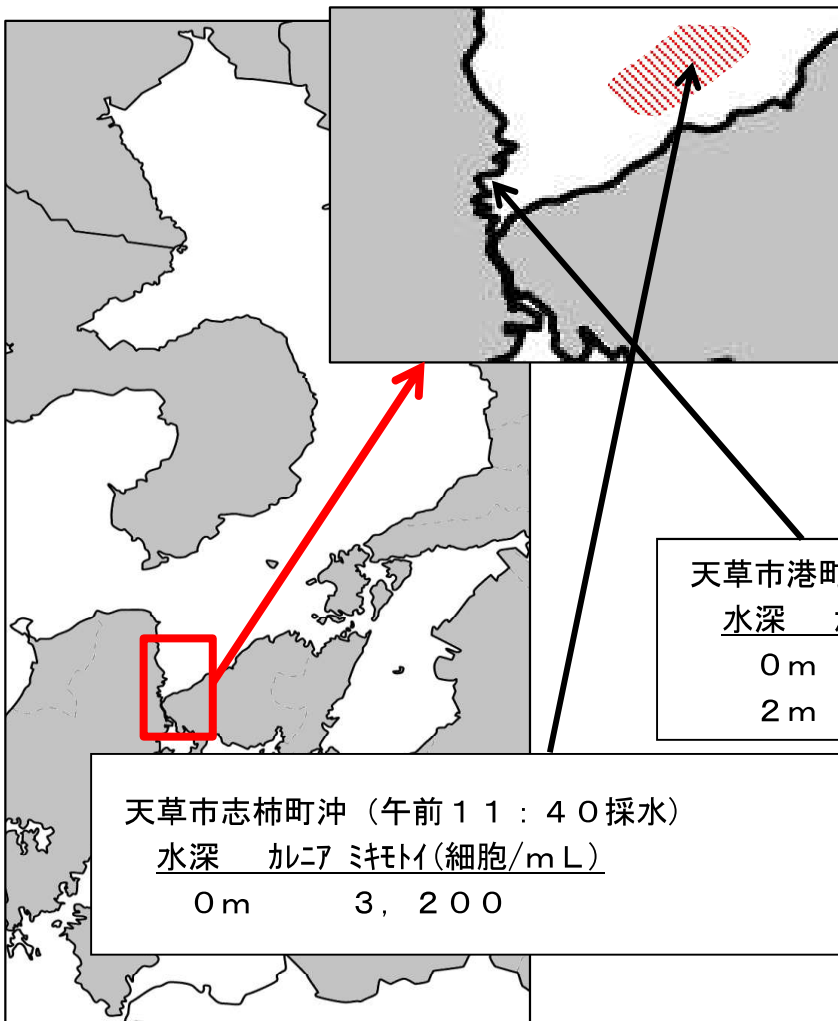 天草市港町
水深
０ｍ
２ｍ
天草市志柿町沖（午前１１：４０採水）
水深　ｶﾚﾆｱ ﾐｷﾓﾄｲ(細胞/ｍＬ)
０ｍ　３，２００